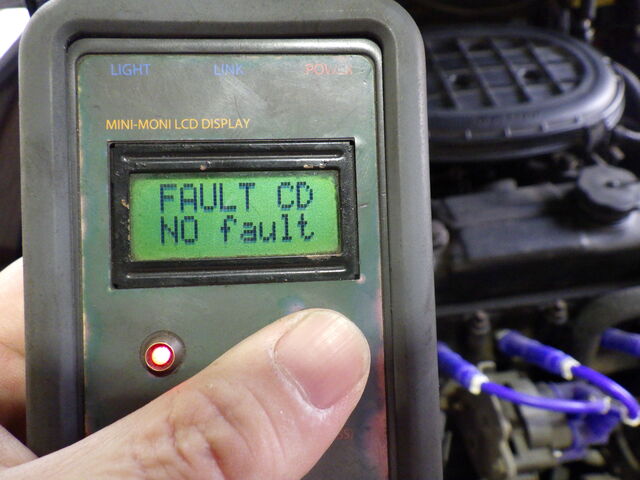 LIGHT LINK POWER
MINI-MONI LCD DISPLAY
FAULT CD
NO fault